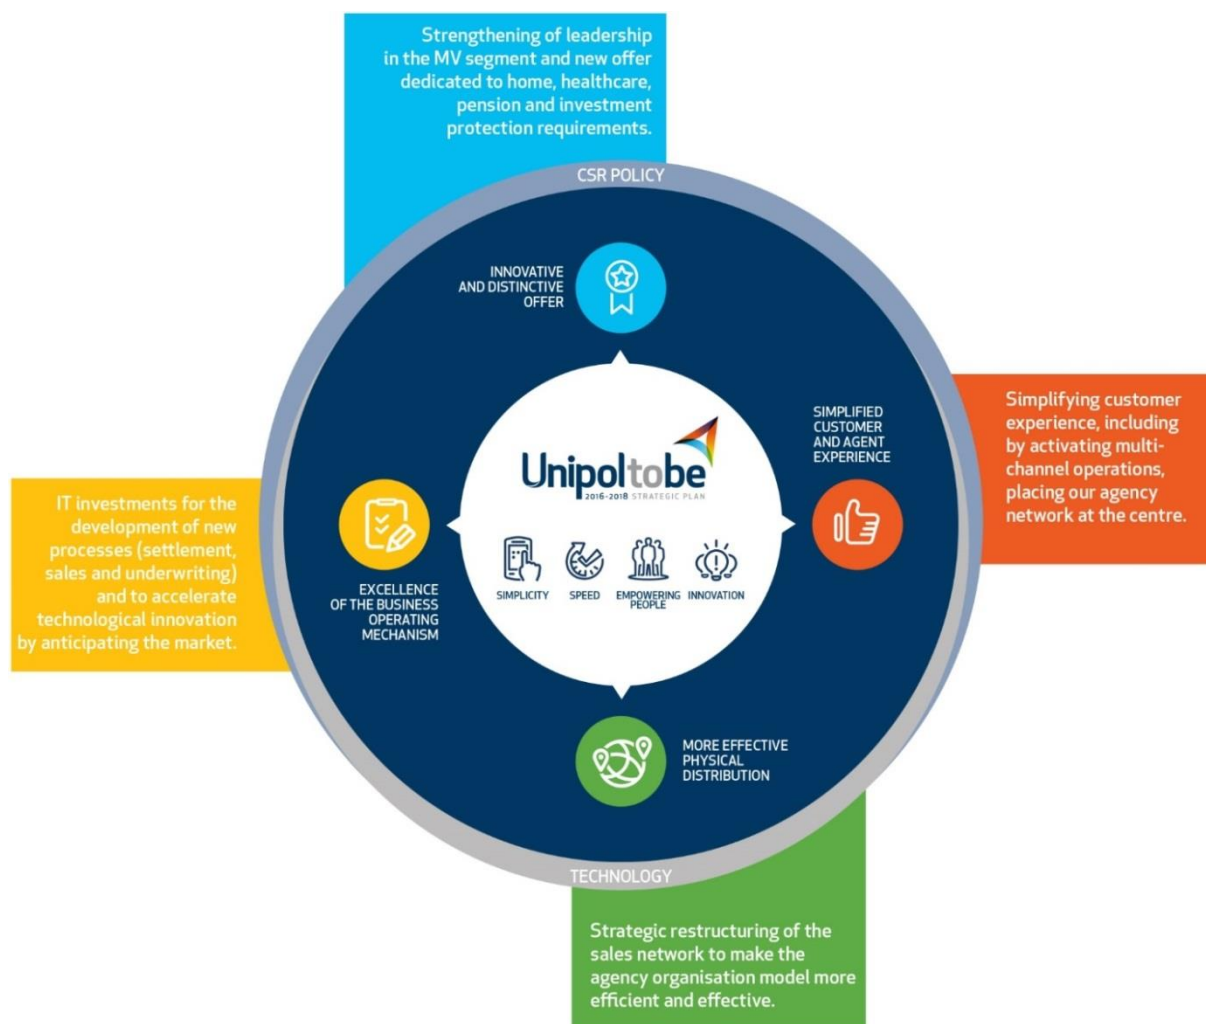 Strengthening of leadership
in the MV segment and new offer
dedicated to home, healthcare,
pension and investment
protection requirements.
CSR POLICY
INNOVATIVE
AND DISTINCTIVE
OFFER
SIMPLIFIED
CUSTOMER
AND AGENT
EXPERIENCE
Simplifying customer
experience, including
by activating multi-
channel operations,
placing our agency
network at the centre.
Unipoltobe
2016-2018 STRATEGIC PLAN
SIMPLICITY
SPEED
EMPOWERING
PEOPLE
INNOVATION
IT investments for the
development of new
processes (settlement,
sales and underwriting)
and to accelerate
technological innovation
by anticipating the market.
EXCELLENCE
OF THE BUSINESS
OPERATING
MECHANISM
MORE EFFECTIVE
PHYSICAL
DISTRIBUTION
TECHNOLOGY
Strategic restructuring of the
sales network to make the
agency organisation model more
efficient and effective.